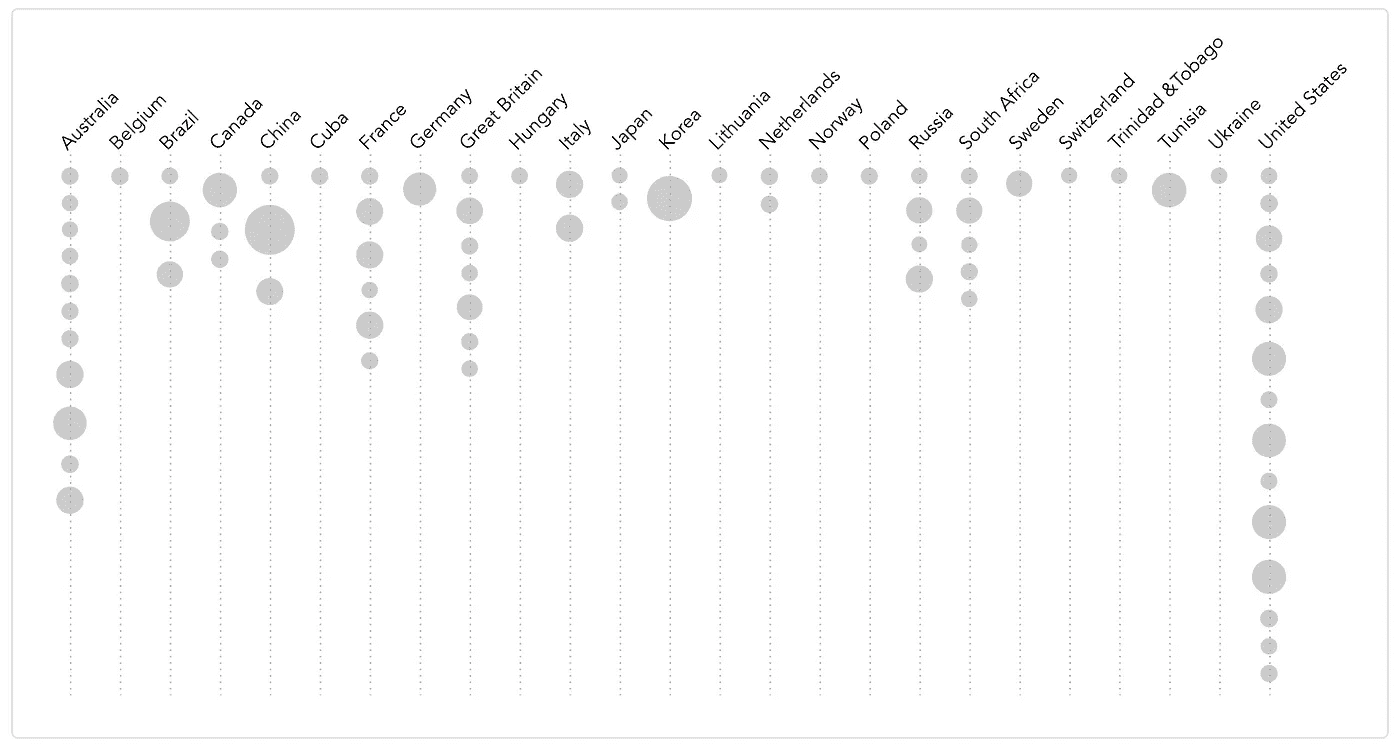 Australia
Belgium
Brazil
Canada
China
Cuba
France
Germany
Great Britain
Hungary
Italy
Japan
Korea
Lithuania
Netherlands
Norway
Poland
Russia
South Africa
Sweden
Switzerland
Trinidad &Tobago
Tunisia
Ukraine
United States